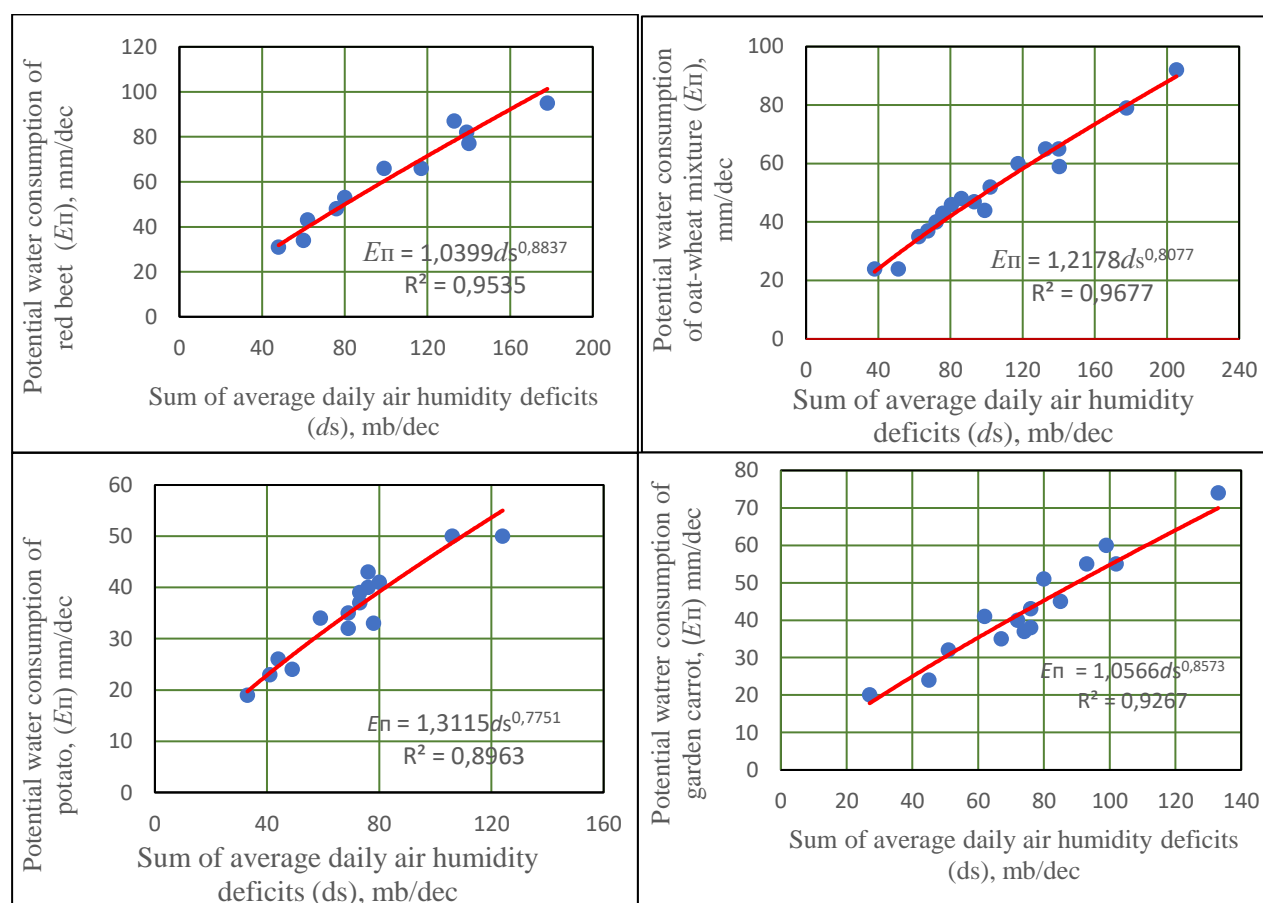 Potential water consumption of
red beet (Eп), mm/dec
120
100
80
60
40
20
0
Eп = 1,0399ds0,8837
R² = 0,9535
0 40 80 120 160 200
Sum of average daily air humidity deficits
(ds), mb/dec
Potential water consumption
of oat-wheat mixture (Eп),
mm/dec
100
80
60
40
20
0
Eп = 1,2178ds0,8077
R² = 0,9677
0 40 80 120 160 200 240
Sum of average daily air humidity
deficits (ds), mb/dec
Potential water consumption of
potato, (Eп) mm/dec
60
50
40
30
20
10
0
Eп = 1,3115ds0,7751
R² = 0,8963
0 40 80 120 160
Sum of average daily air humidity
deficits (ds), mb/dec
Potential watrer consumption of
garden carrot, (Eп) mm/dec
80
70
60
50
40
30
20
10
0
Eп = 1,0566ds0,8573
R² = 0,9267
0 20 40 60 80 100 120 140
Sum of average daily air humidity deficits
(ds), mb/dec